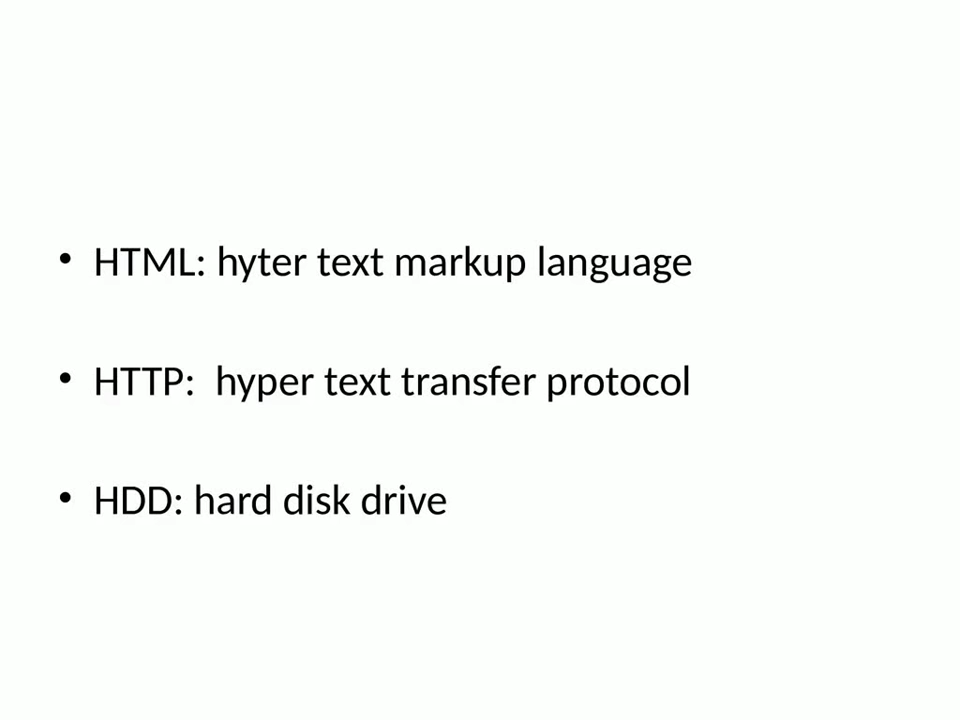 • HTML: hyter text markup language
• HTTP:  hyper text transfer protocol
• HDD: hard disk drive